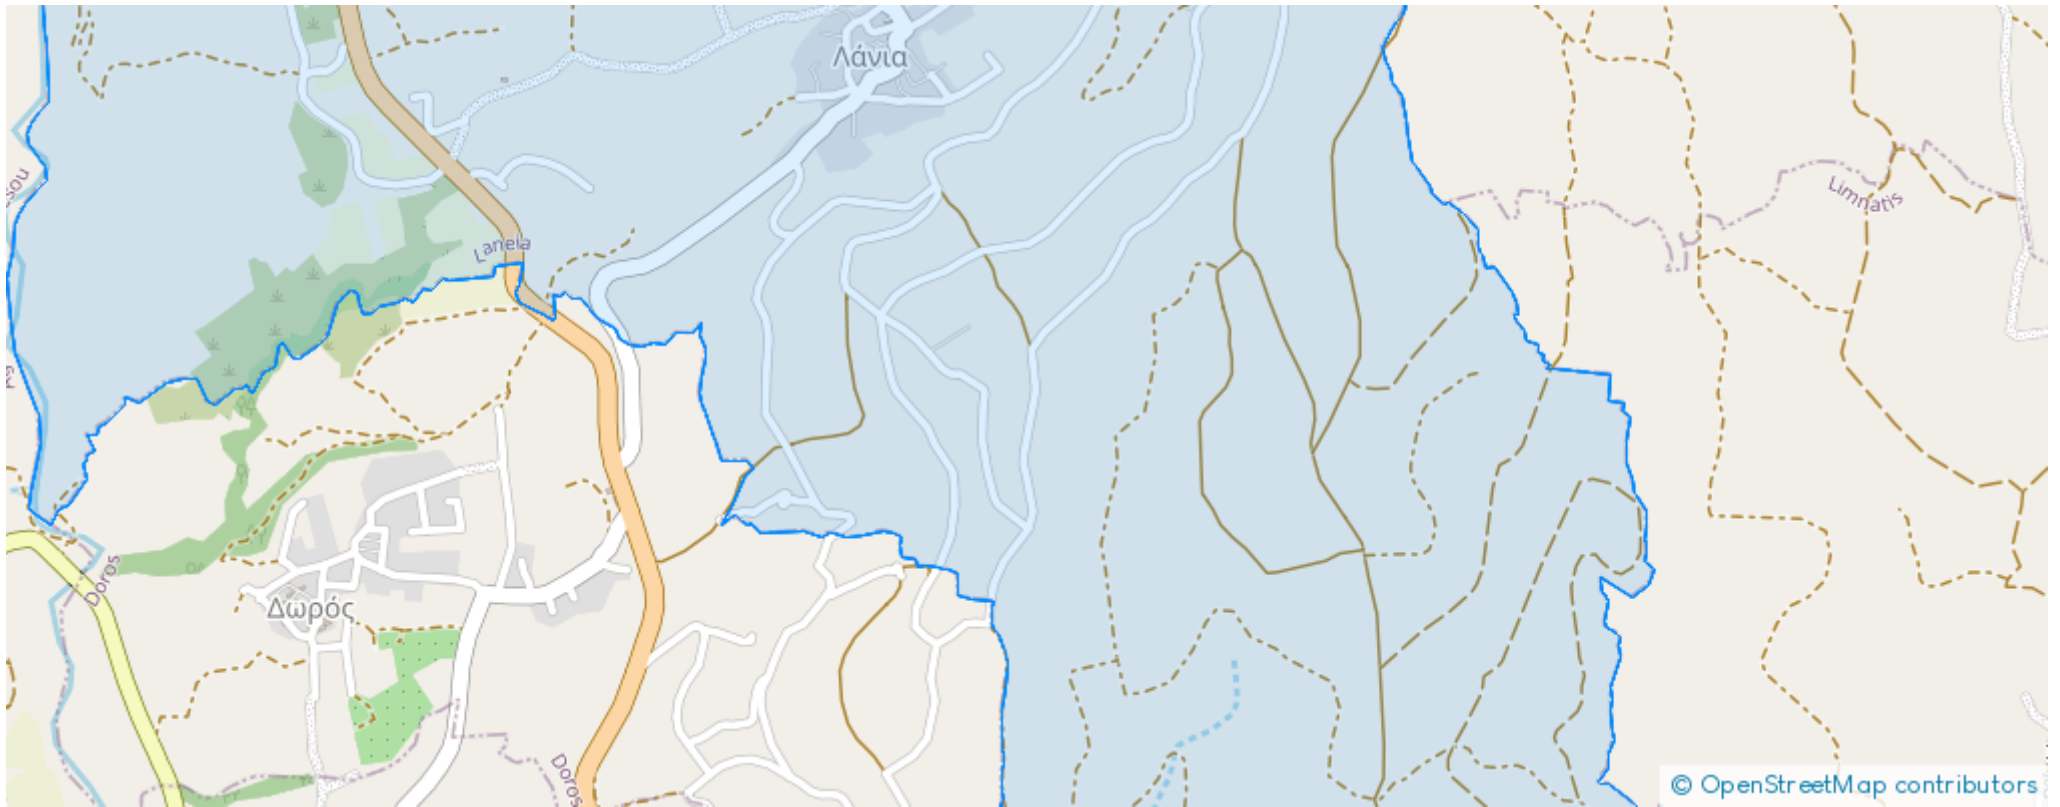 Λάνια
Limnatis
Lanela
Doros
Δωρός
Doros
© OpenStreetMap contributors